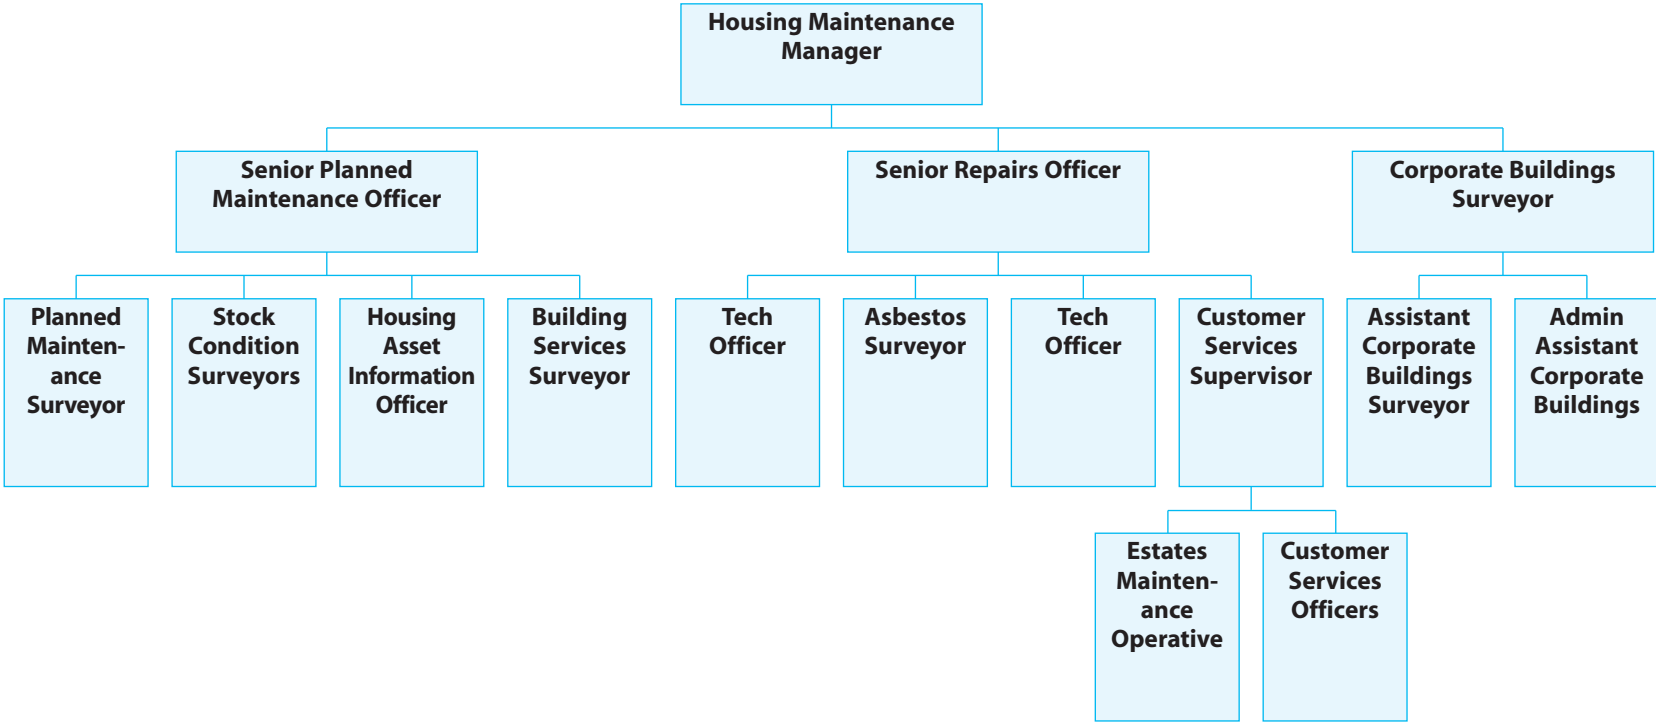 Housing Maintenance
Manager
Senior Planned
Maintenance Officer
Senior Repairs Officer
Corporate Buildings
Surveyor
Planned
Mainten-
ance
Surveyor
Stock
Condition
Surveyors
Housing
Asset
Information
Officer
Building
Services
Surveyor
Tech
Officer
Asbestos
Surveyor
Tech
Officer
Customer
Services
Supervisor
Assistant
Corporate
Buildings
Surveyor
Admin
Assistant
Corporate
Buildings
Estates
Mainten-
ance
Operative
Customer
Services
Officers